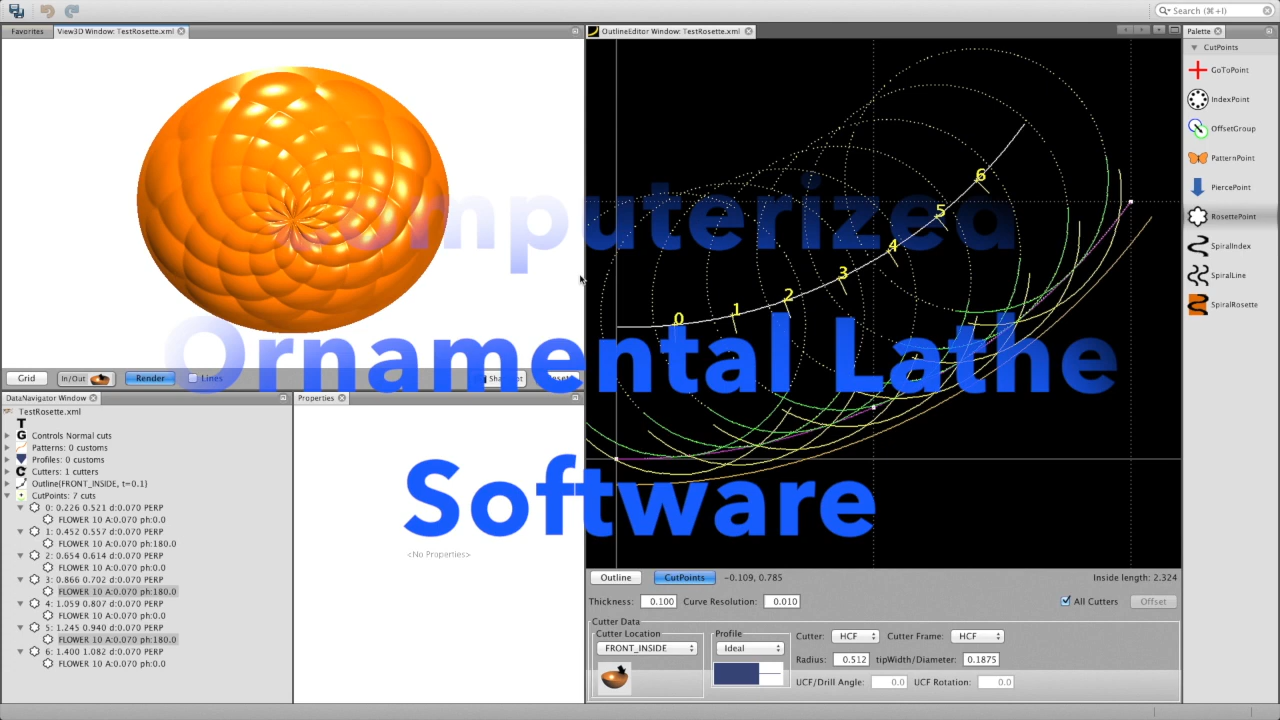 Search (⌘+I)
Favorites
View3D Window: TestRosette.xml
OutlineEditor Window: TestRosette.xml
Palette
CutPoints
GoToPoint
IndexPoint
OffsetGroup
PatternPoint
PiercePoint
RosettePoint
SpiralIndex
SpiralLine
SpiralRosette
6
5
4
3
2
1
0
Computerized
Ornamental Lathe
Software
Grid
In/Out
Render
Lines
DataNavigator Window
Properties
TestRosette.xml
T
G Controls Normal cuts
Patterns: 0 customs
Profiles: 0 customs
C Cutters: 1 cutters
Outline(FRONT_INSIDE, t=0.1)
CutPoints: 7 cuts
0: 0.226 0.521 d:0.070 PERP
FLOWER 10 A:0.070 ph:0.0
1: 0.452 0.557 d:0.070 PERP
FLOWER 10 A:0.070 ph:180.0
2: 0.654 0.614 d:0.070 PERP
FLOWER 10 A:0.070 ph:0.0
3: 0.866 0.702 d:0.070 PERP
FLOWER 10 A:0.070 ph:180.0
4: 1.059 0.807 d:0.070 PERP
FLOWER 10 A:0.070 ph:0.0
5: 1.245 0.940 d:0.070 PERP
FLOWER 10 A:0.070 ph:180.0
6: 1.400 1.082 d:0.070 PERP
FLOWER 10 A:0.070 ph:0.0
<No Properties>
Outline CutPoints -0.109, 0.785 Inside length: 2.324
Thickness: 0.100 Curve Resolution: 0.010 All Cutters Offset
Cutter Data
Cutter Location
FRONT_INSIDE
Profile
Ideal
Cutter: HCF Cutter Frame: HCF
Radius: 0.512 tipWidth/Diameter: 0.1875
UCF/Drill Angle: 0.0 UCF Rotation: 0.0